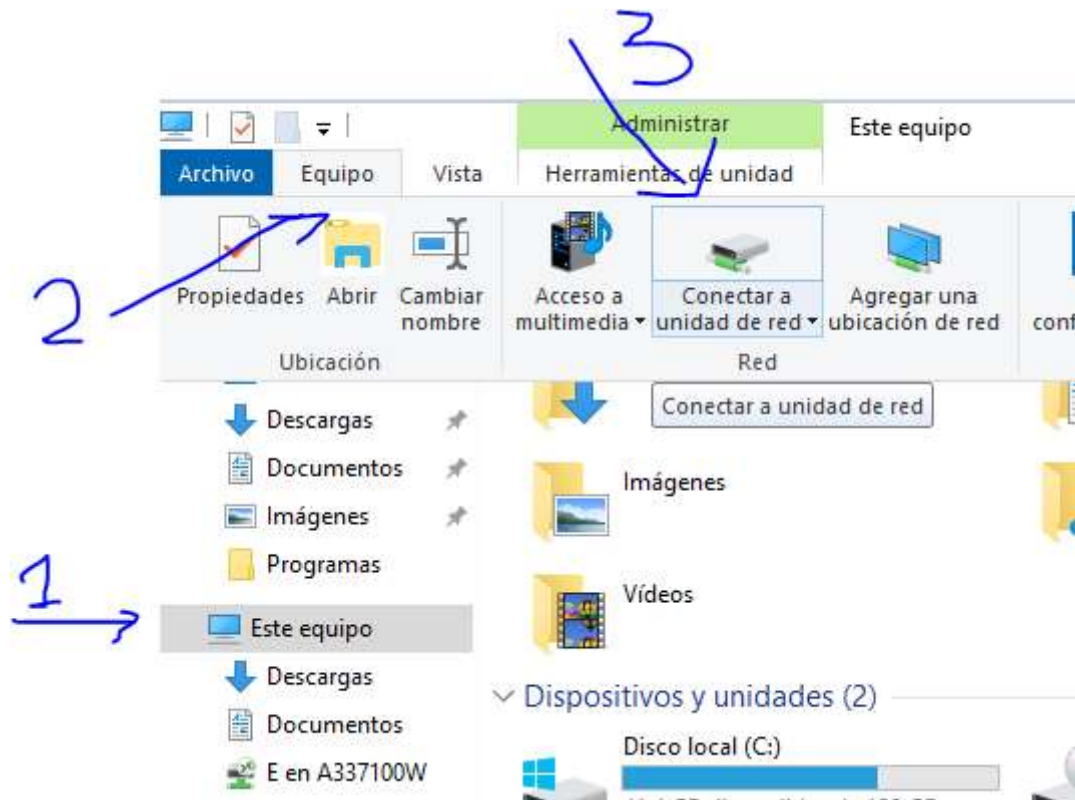 3
Administrar Este equipo
Archivo Equipo Vista Herramientas de unidad
2
Propiedades Abrir Cambiar nombre Acceso a multimedia Conectar a unidad de red Agregar una ubicación de red
Ubicación Red
Conectar a unidad de red
Descargas
Documentos
Imágenes
Programas
Imágenes
Vídeos
1
Este equipo
Descargas
Documentos
E en A337100W
Dispositivos y unidades (2)
Disco local (C:)